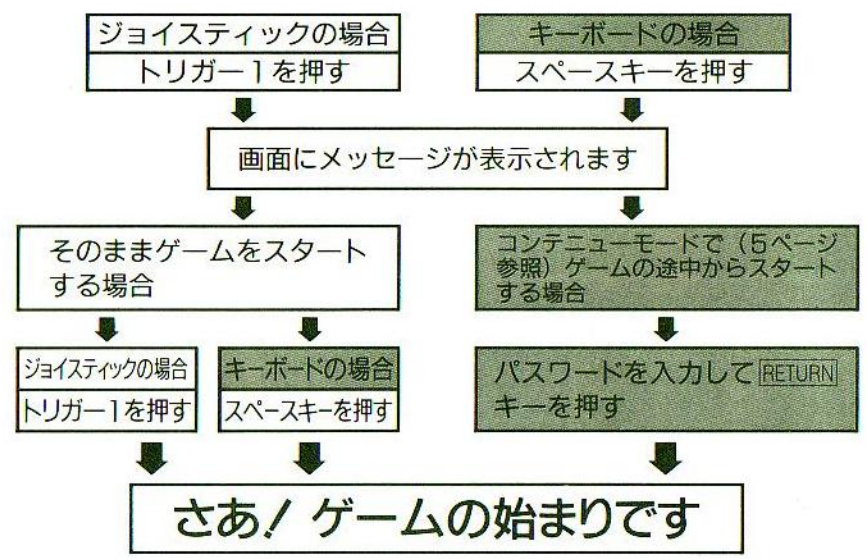 ジョイスティックの場合
トリガー1を押す
キーボードの場合
スペースキーを押す
画面にメッセージが表示されます
そのままゲームをスタート
する場合
コンテニューモードで(5ページ
参照)ゲームの途中からスタート
する場合
ジョイスティックの場合
トリガー1を押す
キーボードの場合
スペースキーを押す
パスワードを入力してRETURN
キーを押す
さあ!ゲームの始まりです